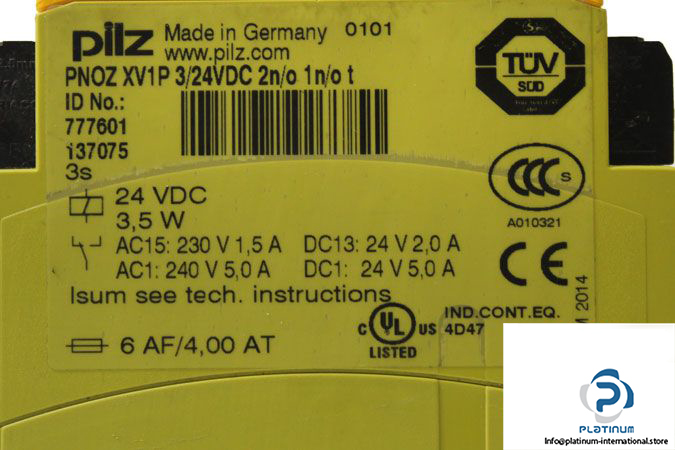 pilz Made in Germany 0101
www.pilz.com
PNOZ XV1P 3/24VDC 2n/o 1n/o t
ID No.:
777601
137075
3s
24 VDC
3,5 W
AC15: 230 V 1,5 A DC13: 24 V 2,0 A
AC1: 240 V 5,0 A DC1: 24 V 5,0 A
Isum see tech. instructions
6 AF/4,00 AT
TÜV
SÜD
CCC S
A010321
CE
2014
C UL US
LISTED
IND.CONT.EQ.
4D47
PLATINUM
Info@platinum-international.store